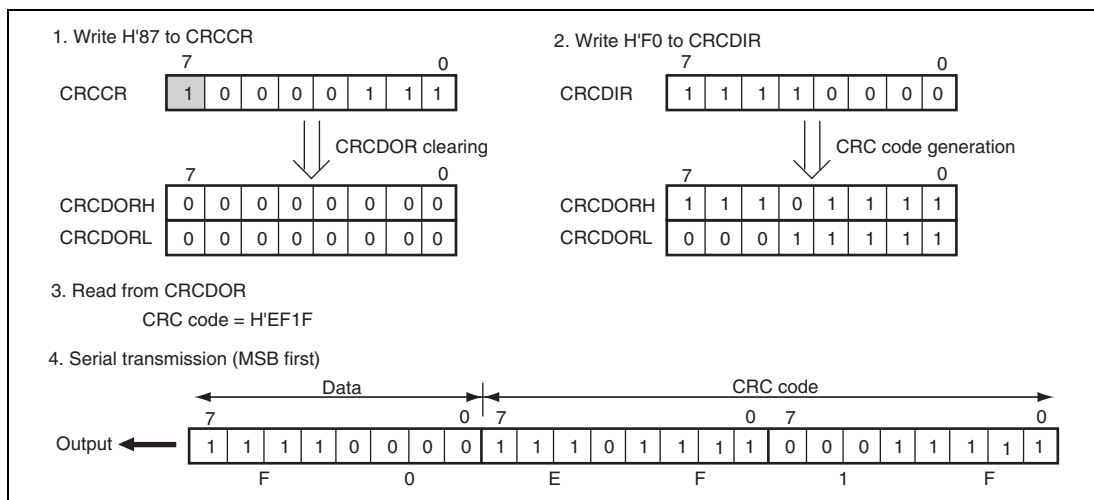 1. Write H'87 to CRCCR
7 0
CRCCR 1 0 0 0 0 1 1 1
CRCDOR clearing
7 0
CRCDORH 0 0 0 0 0 0 0 0
CRCDORL 0 0 0 0 0 0 0 0
2. Write H'F0 to CRCDIR
7 0
CRCDIR 1 1 1 1 0 0 0 0
CRC code generation
7 0
CRCDORH 1 1 1 0 1 1 1 1
CRCDORL 0 0 0 1 1 1 1 1
3. Read from CRCDOR
CRC code = H'EF1F
4. Serial transmission (MSB first)
Data CRC code
7 0 7 0 7 0
Output 1 1 1 1 0 0 0 0 1 1 1 0 1 1 1 1 0 0 0 1 1 1 1 1
F 0 E F 1 F